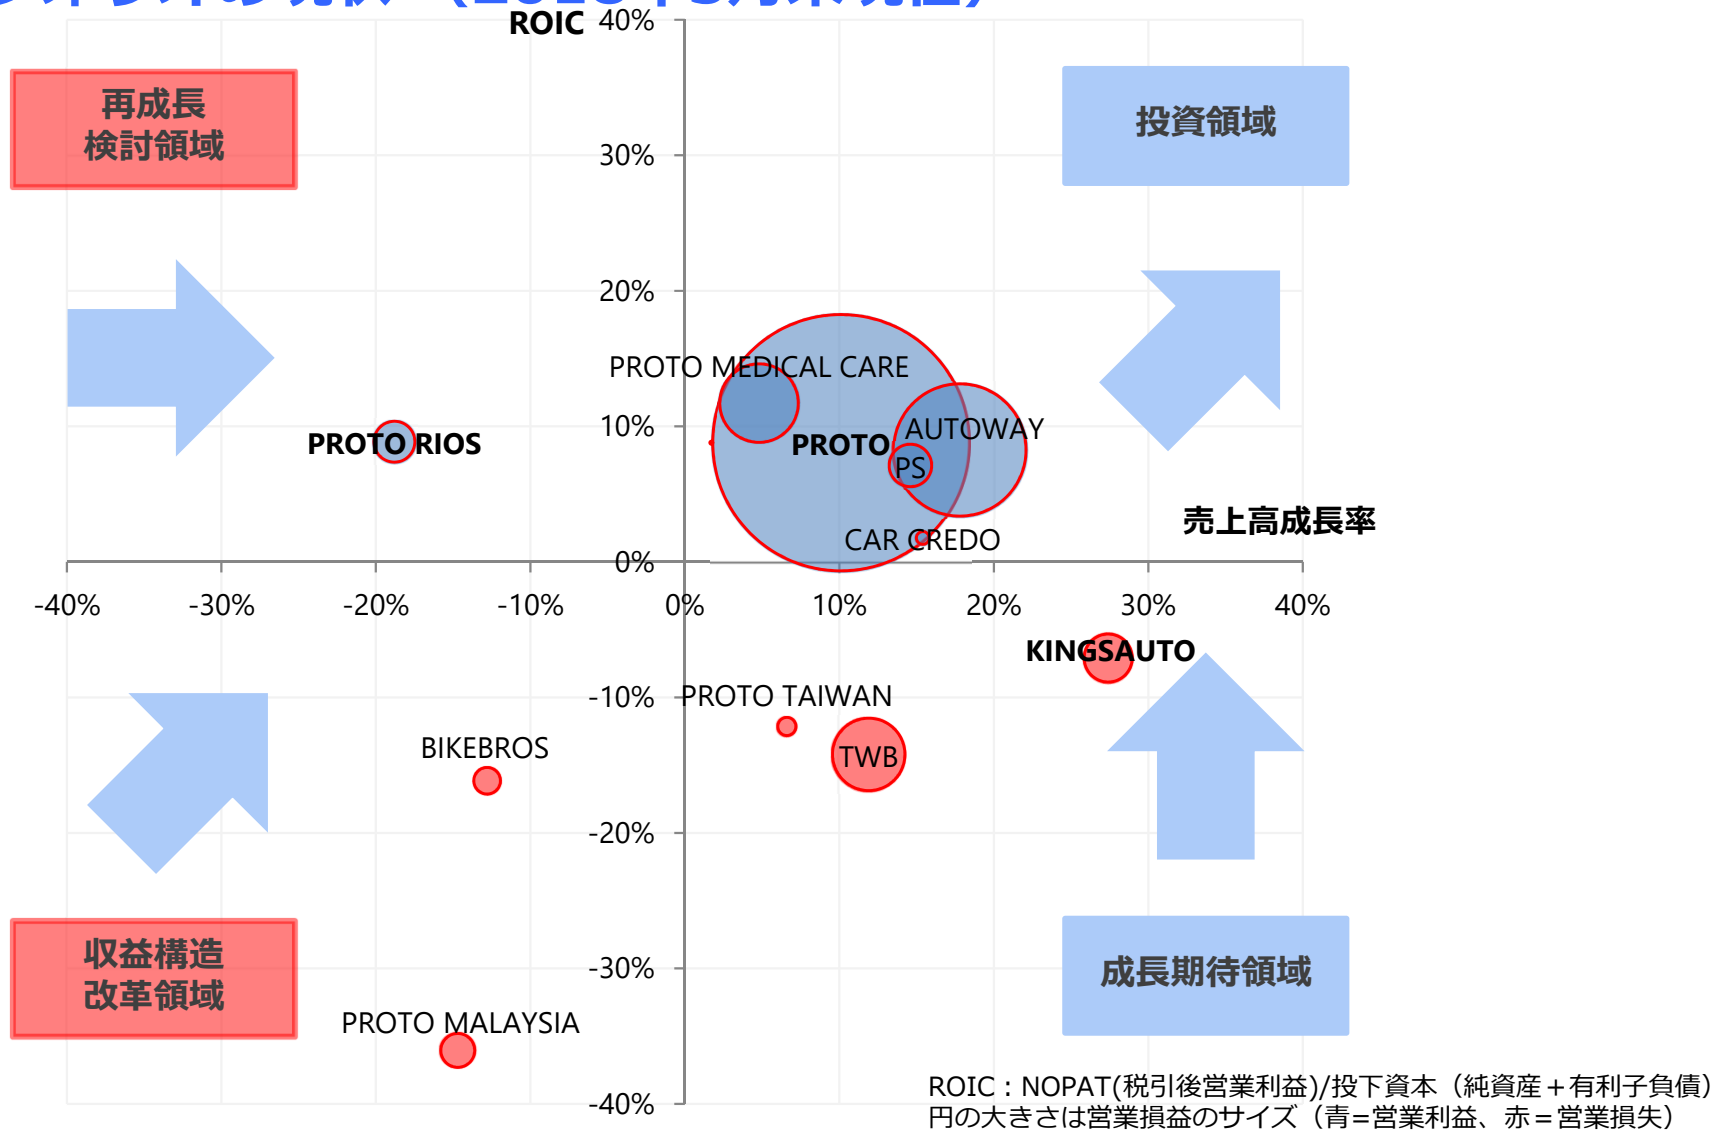 ROIC
40%
再成長
検討領域
投資領域
30%
20%
PROTO MEDICAL CARE
10%
AUTOWAY
PROTO RIOS
PROTO
PS
売上高成長率
CAR CREDO
0%
-40%
-30%
-20%
-10%
0%
10%
20%
30%
40%
KINGSAUTO
-10%
PROTO TAIWAN
BIKEBROS
TWB
-20%
収益構造
改革領域
-30%
成長期待領域
PROTO MALAYSIA
-40%
ROIC：NOPAT(税引後営業利益)/投下資本（純資産＋有利子負債）
円の大きさは営業損益のサイズ（青=営業利益、赤＝営業損失）